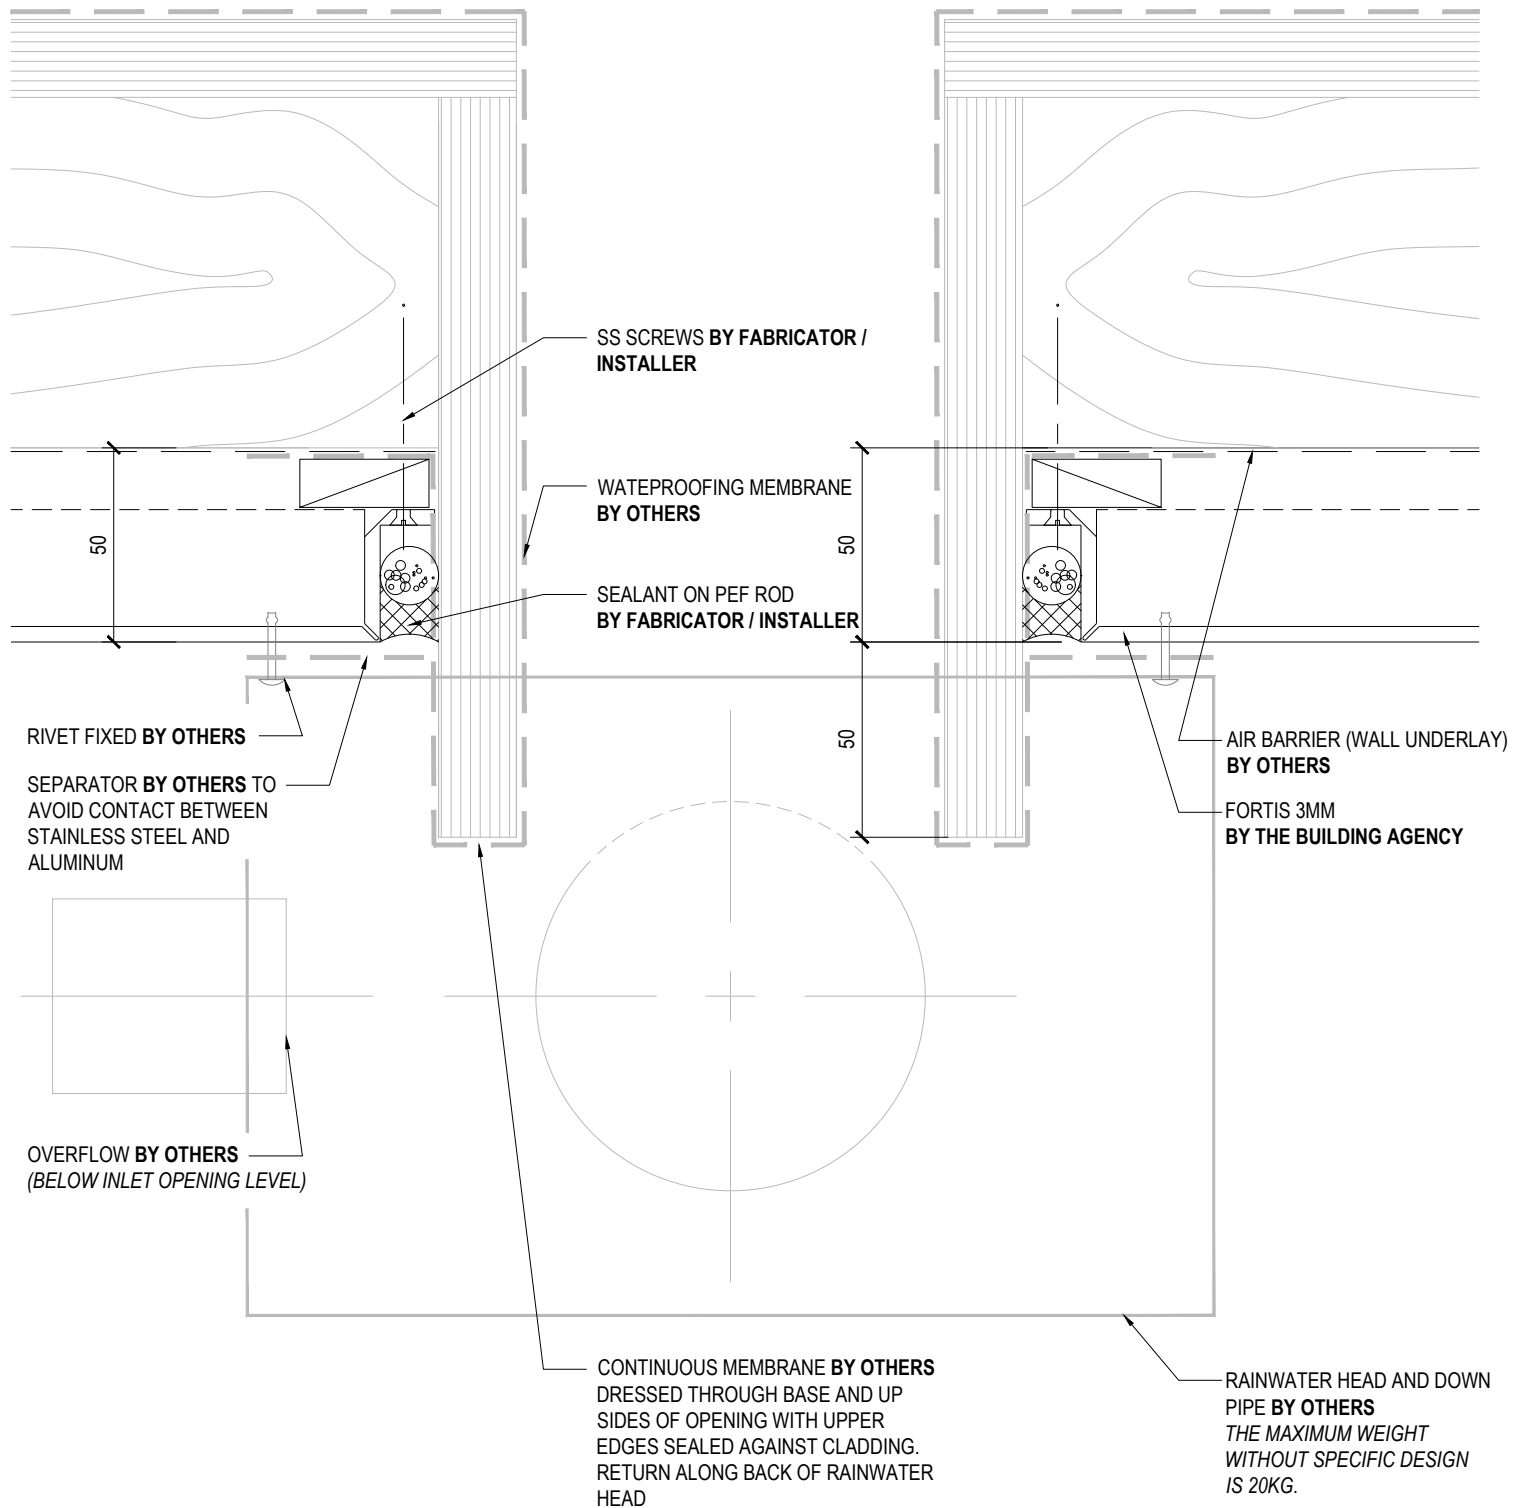 SS SCREWS BY FABRICATOR /
INSTALLER
WATEPROOFING MEMBRANE
BY OTHERS
50
50
SEALANT ON PEF ROD
BY FABRICATOR / INSTALLER
RIVET FIXED BY OTHERS
SEPARATOR BY OTHERS TO
AVOID CONTACT BETWEEN
STAINLESS STEEL AND
ALUMINUM
50
AIR BARRIER (WALL UNDERLAY)
BY OTHERS
FORTIS 3MM
BY THE BUILDING AGENCY
OVERFLOW BY OTHERS
(BELOW INLET OPENING LEVEL)
CONTINUOUS MEMBRANE BY OTHERS
DRESSED THROUGH BASE AND UP
SIDES OF OPENING WITH UPPER
EDGES SEALED AGAINST CLADDING.
RETURN ALONG BACK OF RAINWATER
HEAD
RAINWATER HEAD AND DOWN
PIPE BY OTHERS
THE MAXIMUM WEIGHT
WITHOUT SPECIFIC DESIGN
IS 20KG.